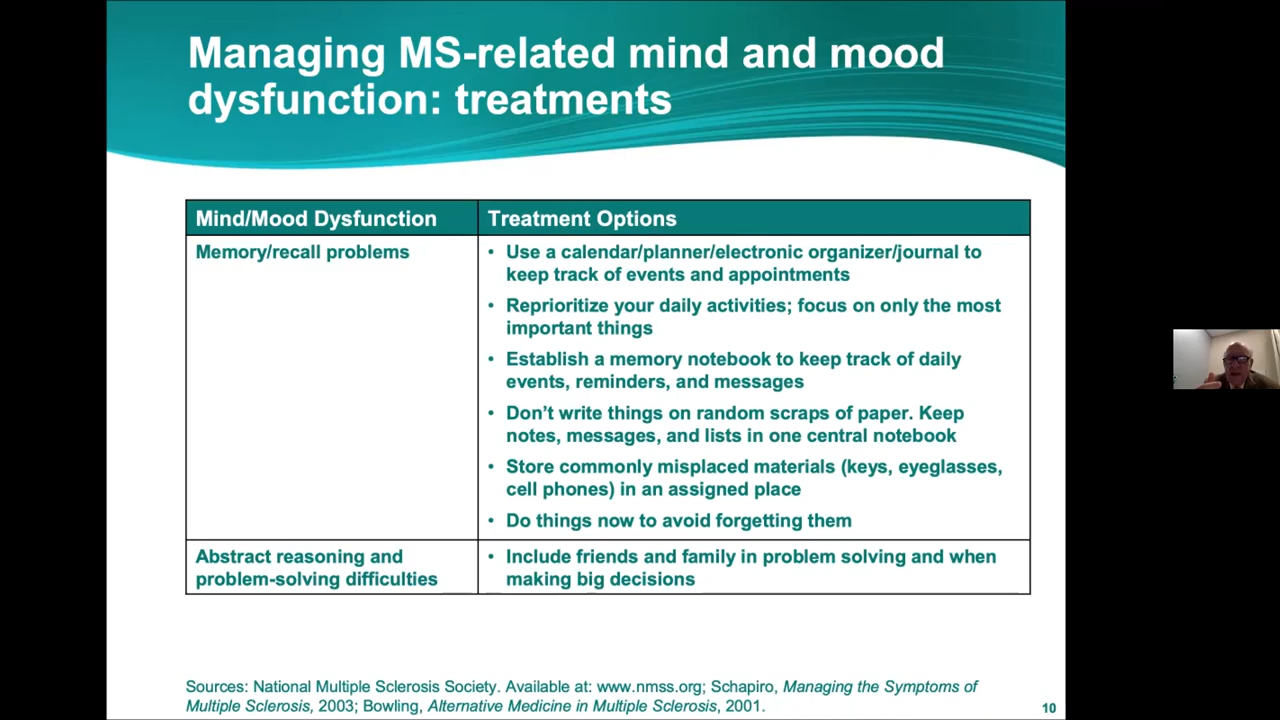 Managing MS-related mind and mood
dysfunction: treatments
Mind/Mood Dysfunction
Treatment Options
Memory/recall problems
• Use a calendar/planner/electronic organizer/journal to
keep track of events and appointments
• Reprioritize your daily activities; focus on only the most
important things
• Establish a memory notebook to keep track of daily
events, reminders, and messages
• Don’t write things on random scraps of paper. Keep
notes, messages, and lists in one central notebook
• Store commonly misplaced materials (keys, eyeglasses,
cell phones) in an assigned place
• Do things now to avoid forgetting them
Abstract reasoning and
problem-solving difficulties
• Include friends and family in problem solving and when
making big decisions
Sources: National Multiple Sclerosis Society. Available at: www.nmss.org; Schapiro, Managing the Symptoms of
Multiple Sclerosis, 2003; Bowling, Alternative Medicine in Multiple Sclerosis, 2001.
10